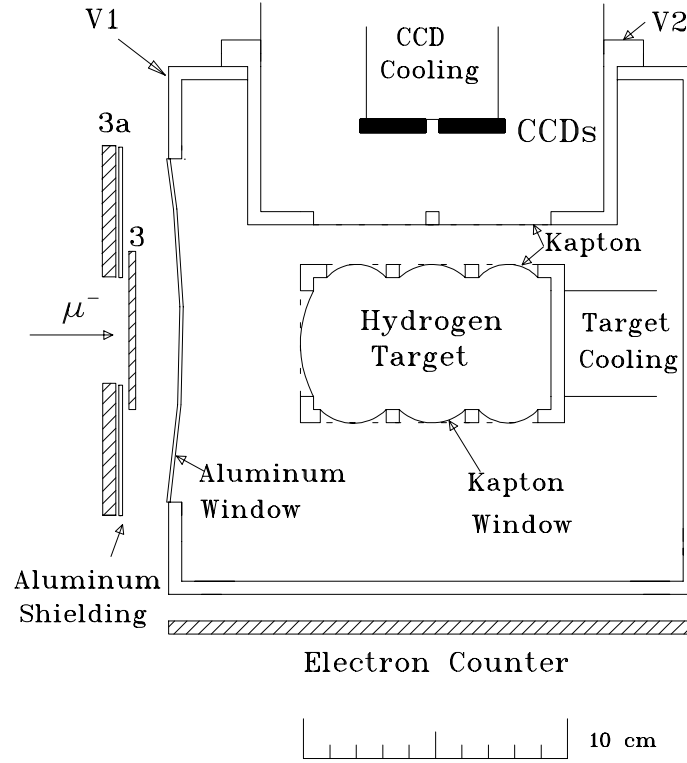 V1
V2
CCD
Cooling
CCDs
3a
3
Kapton
μ⁻
Hydrogen
Target
Target
Cooling
Aluminum
Window
Kapton
Window
Aluminum
Shielding
Electron Counter
10 cm